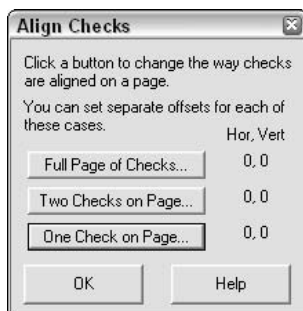 Align Checks
Click a button to change the way checks
are aligned on a page.
You can set separate offsets for each of
these cases.
Hor, Vert
Full Page of Checks... 0, 0
Two Checks on Page... 0, 0
One Check on Page... 0, 0
OK Help